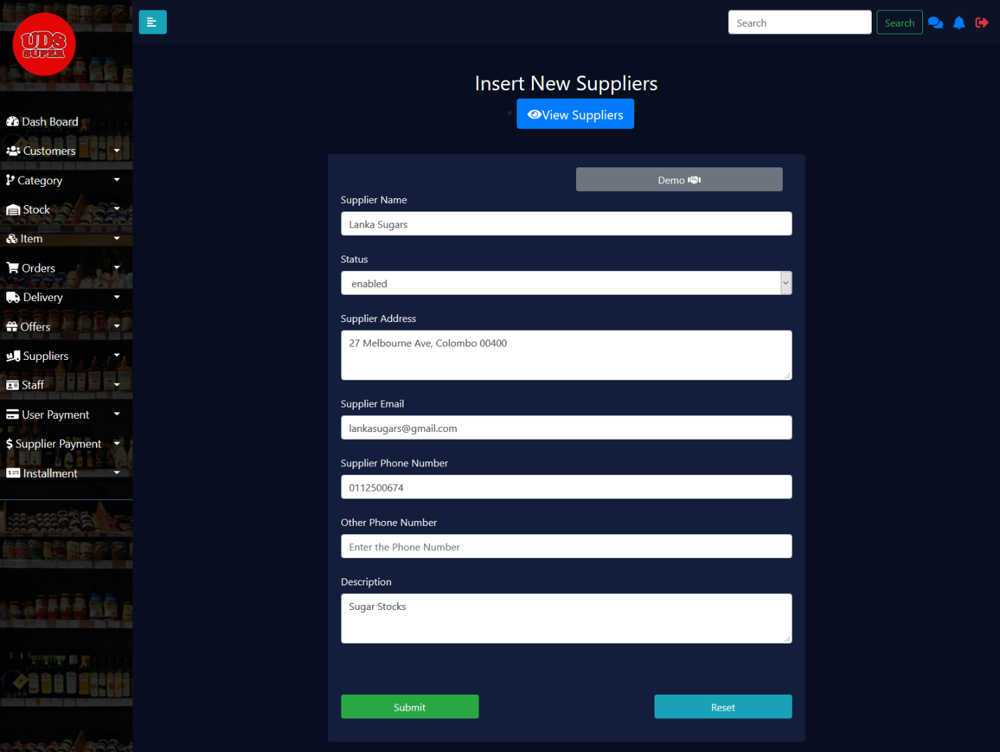 UDS
SUPER
Search
Search
Dash Board
Customers
Category
Stock
Item
Orders
Delivery
Offers
Suppliers
Staff
User Payment
Supplier Payment
Installment
Insert New Suppliers
View Suppliers
Demo
Supplier Name
Lanka Sugars
Status
enabled
Supplier Address
27 Melbourne Ave, Colombo 00400
Supplier Email
lankasugars@gmail.com
Supplier Phone Number
0112500674
Other Phone Number
Enter the Phone Number
Description
Sugar Stocks
Submit
Reset